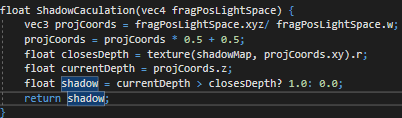 float ShadowCaculation(vec4 fragPosLightSpace) {
vec3 projCoords = fragPosLightSpace.xyz/ fragPosLightSpace.w;
projCoords = projCoords * 0.5 + 0.5;
float closesDepth = texture(shadowMap, projCoords.xy).r;
float currentDepth = projCoords.z;
float shadow = currentDepth > closesDepth? 1.0: 0.0;
return shadow;
}